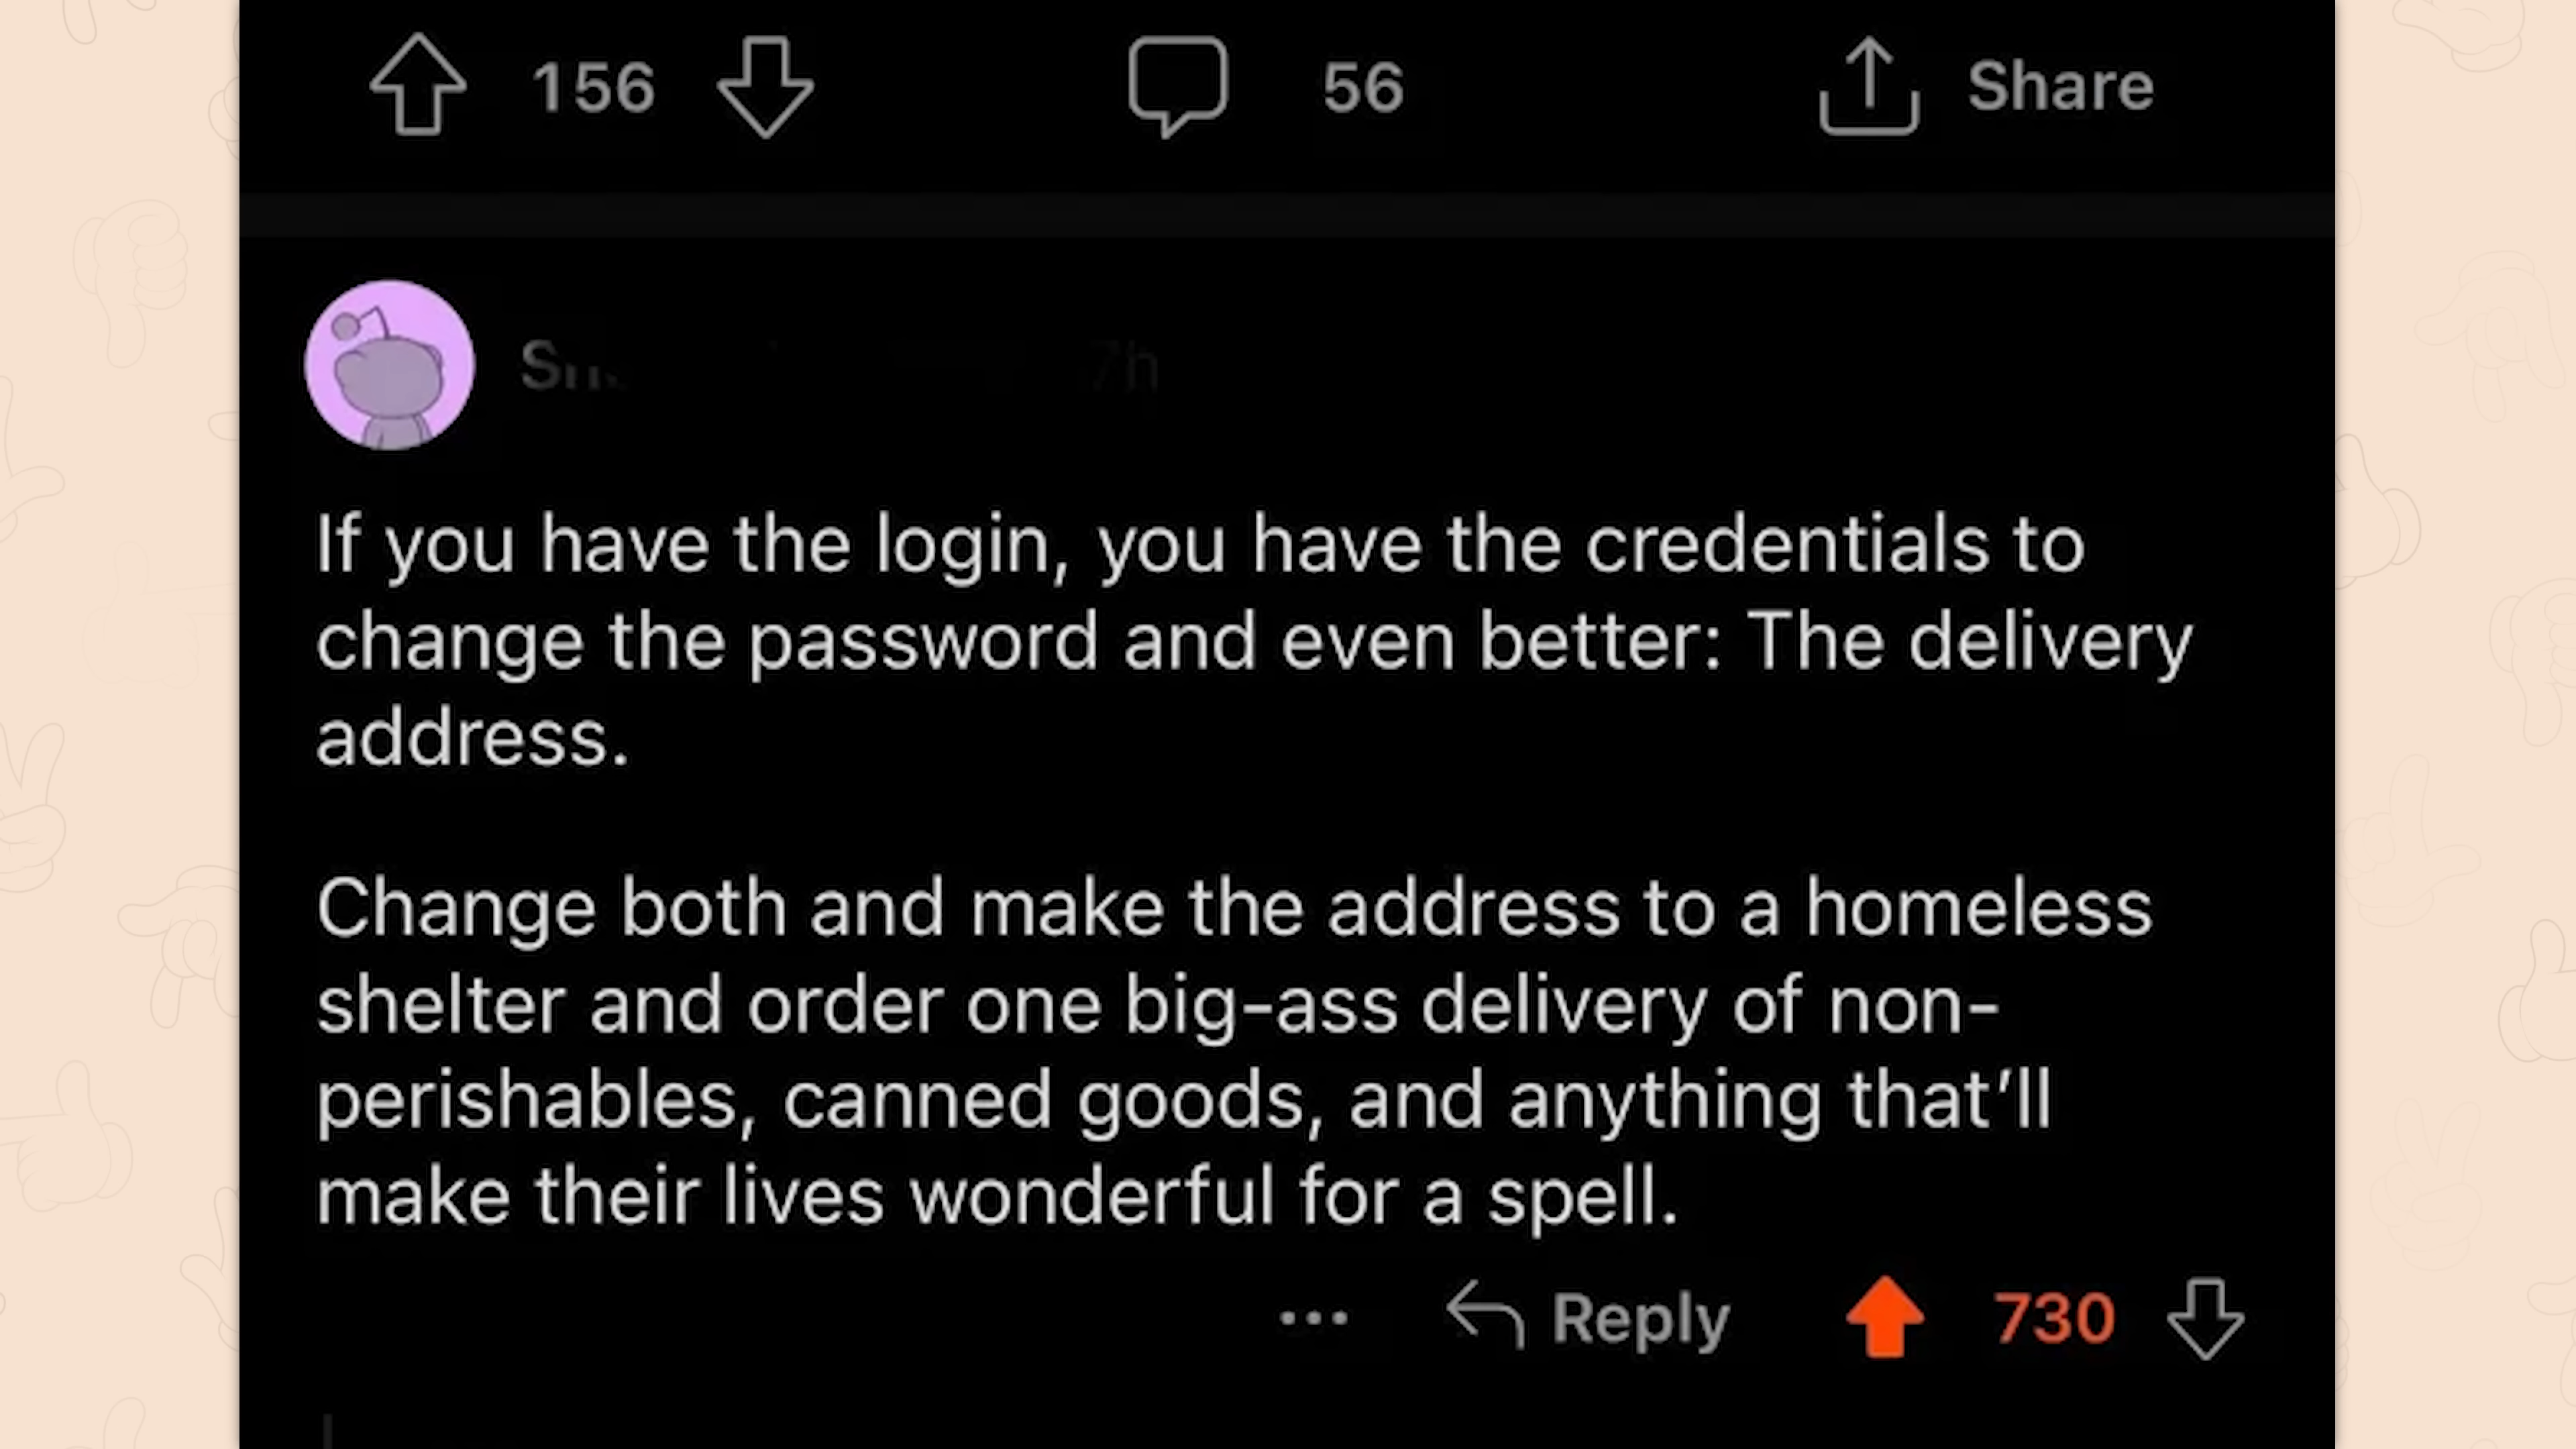 156 56 Share
7h
If you have the login, you have the credentials to
change the password and even better: The delivery
address.
Change both and make the address to a homeless
shelter and order one big-ass delivery of non-
perishables, canned goods, and anything that’ll
make their lives wonderful for a spell.
... Reply 730